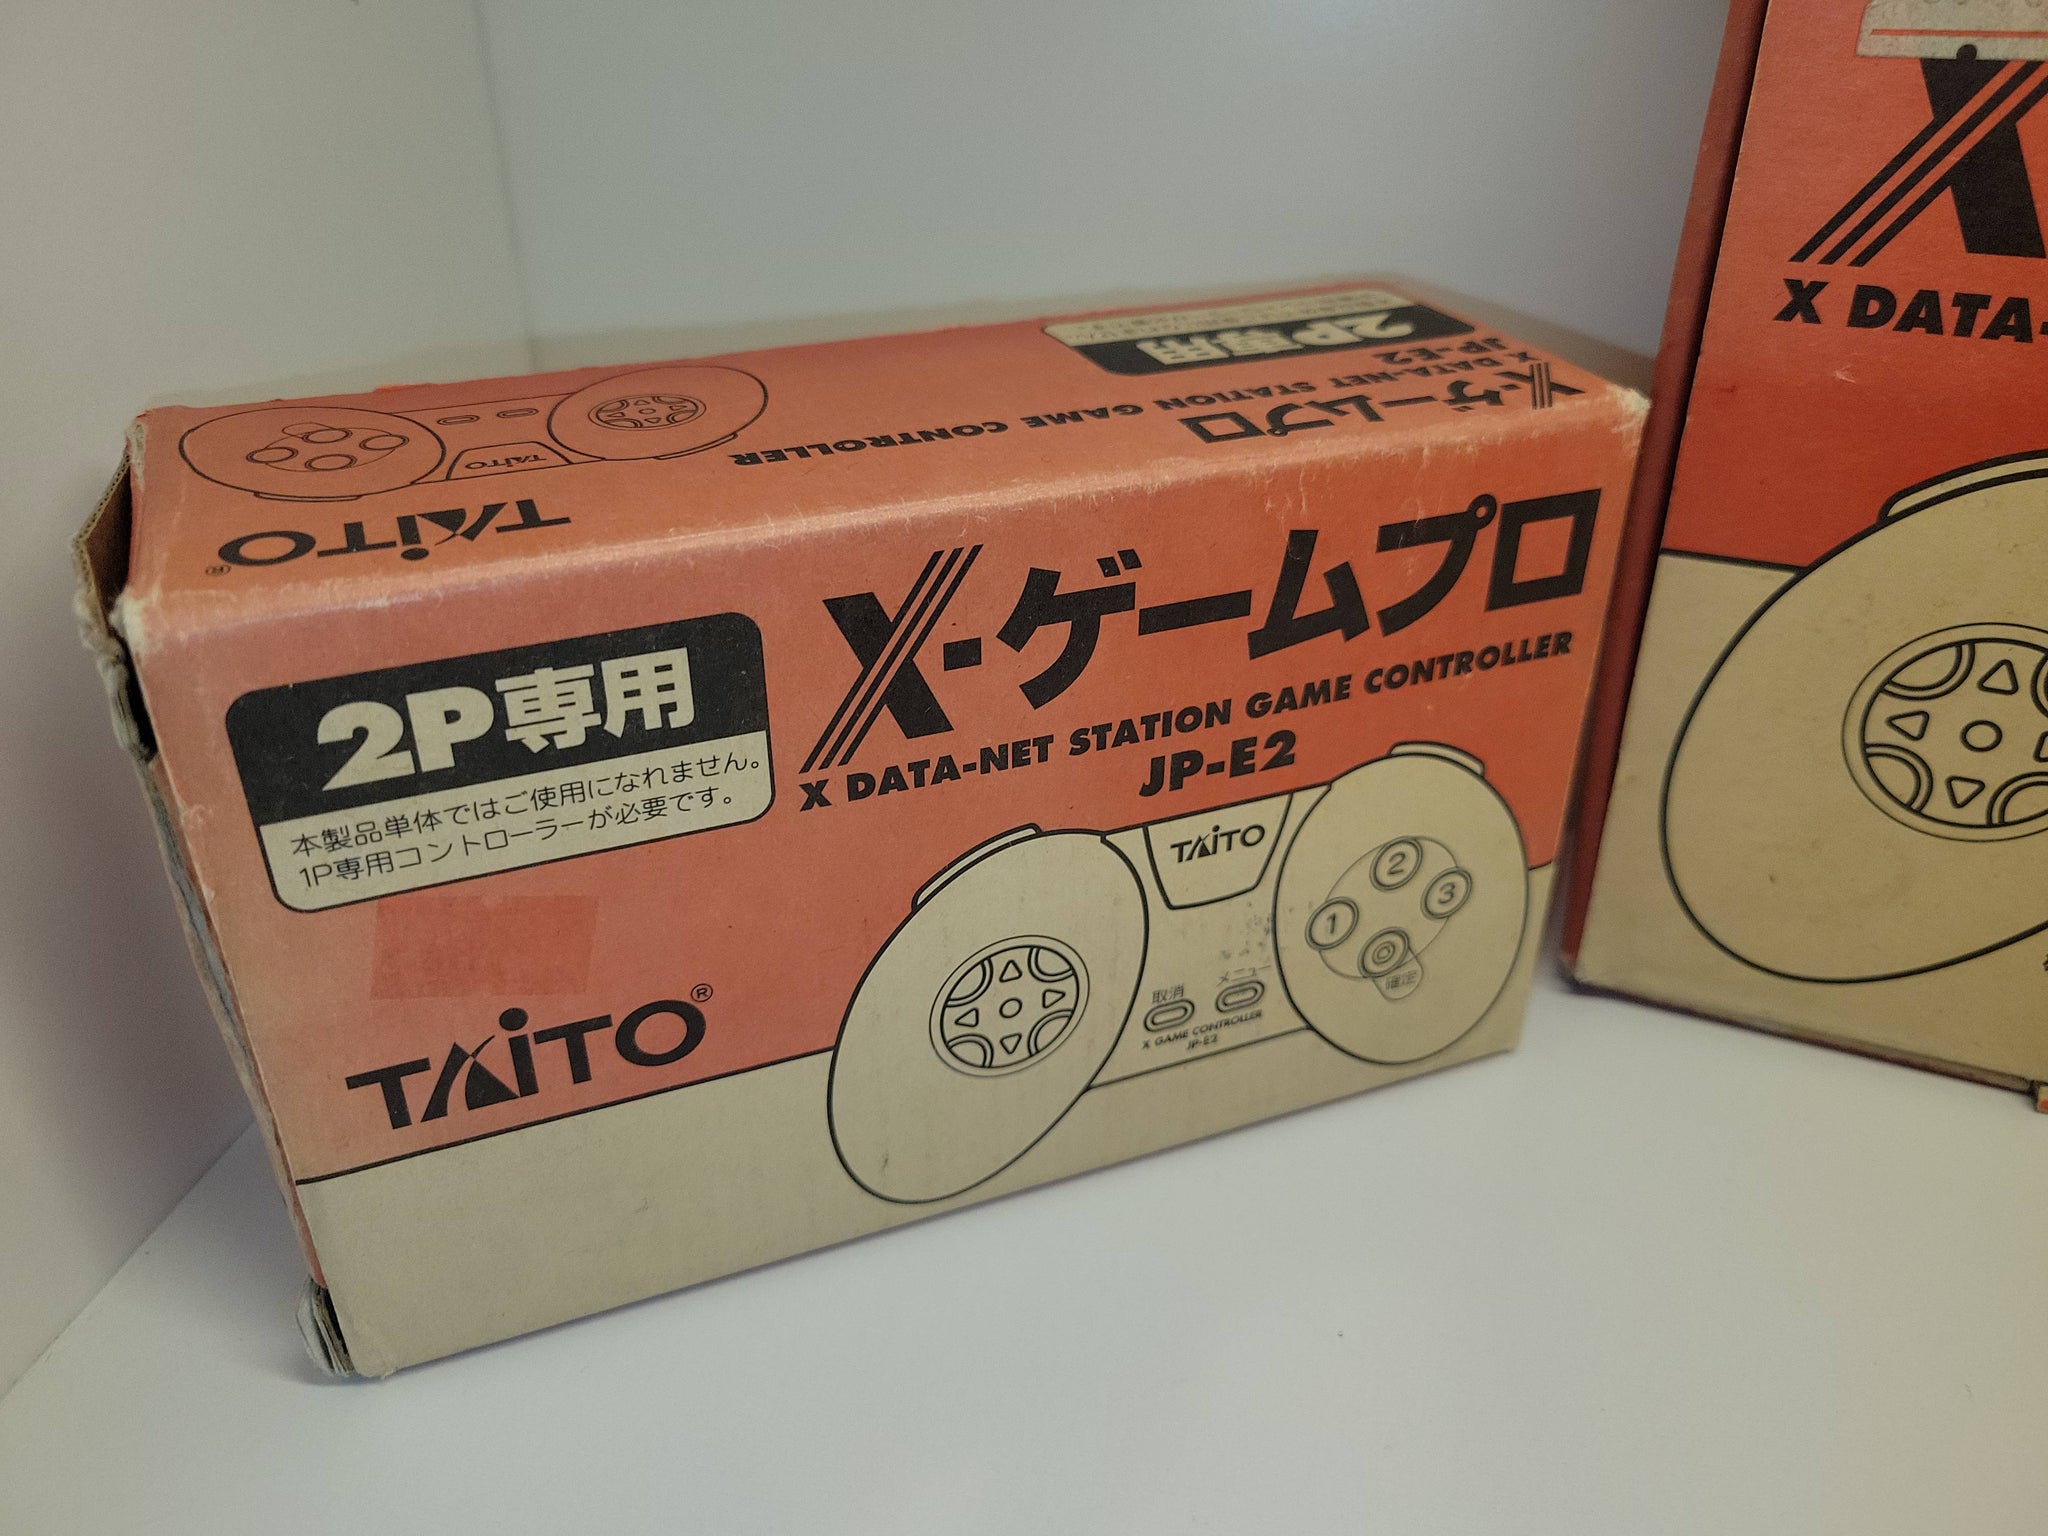 TAiTO
X DATA-NET STATION GAME CONTROLLER
JP-E2
X-ゲームプロ
2P専用
TAiTO®
2P専用
本製品単体ではご使用になれません。
1P専用コントローラーが必要です。
TAiTO®
X-ゲームプロ
X DATA-NET STATION GAME CONTROLLER
JP-E2
TAiTO
1
2
3
確定
取消
メニュー
X GAME CONTROLLER
JP-E2
X
X DATA-